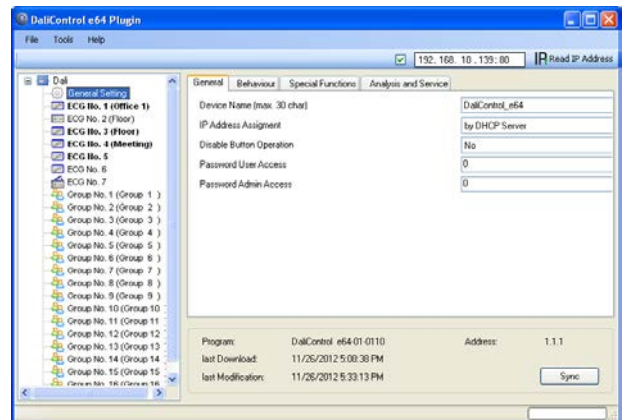 DaliControl e64 Plugin
File Tools Help
192. 168. 10 . 139: 80 IP Read IP Address
Dali
General Setting
ECG No. 1 (Office 1)
ECG No. 2 (Floor)
ECG No. 3 (Floor)
ECG No. 4 (Meeting)
ECG No. 5
ECG No. 6
ECG No. 7
Group No. 1 (Group 1 )
Group No. 2 (Group 2 )
Group No. 3 (Group 3 )
Group No. 4 (Group 4 )
Group No. 5 (Group 5 )
Group No. 6 (Group 6 )
Group No. 7 (Group 7 )
Group No. 8 (Group 8 )
Group No. 9 (Group 9 )
Group No. 10 (Group 10
Group No. 11 (Group 11
Group No. 12 (Group 12
Group No. 13 (Group 13
Group No. 14 (Group 14
Group No. 15 (Group 15
Group No. 16 (Group 16
General Behaviour Special Functions Analysis and Service
Device Name (max. 30 char) DaliControl_e64
IP Address Assigment by DHCP Server
Disable Button Operation No
Password User Access 0
Password Admin Access 0
Program: DaliControl e64-01-0110 Address: 1.1.1
last Download: 11/26/2012 5:08:38 PM
last Modification: 11/26/2012 5:33:13 PM
Sync